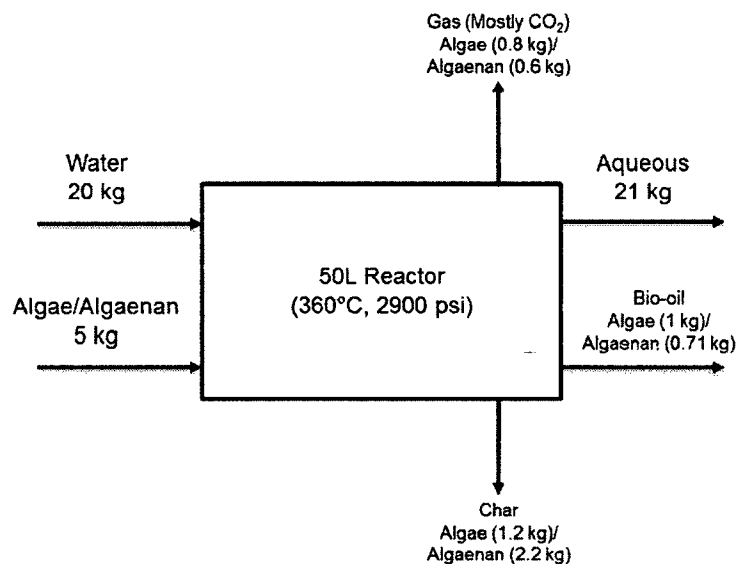 Gas (Mostly CO₂)
Algae (0.8 kg)/
Algaenan (0.6 kg)
Water
20 kg
Aqueous
21 kg
50L Reactor
(360°C, 2900 psi)
Algae/Algaenan
5 kg
Bio-oil
Algae (1 kg)/
Algaenan (0.71 kg)
Char
Algae (1.2 kg)/
Algaenan (2.2 kg)